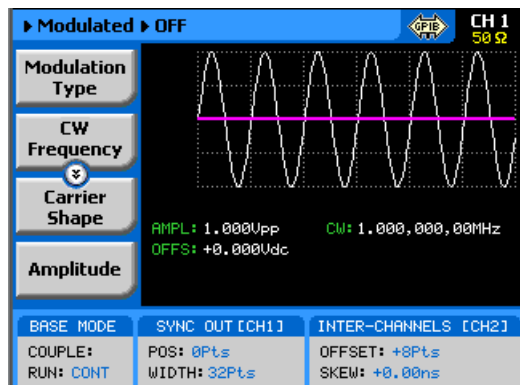 ▶ Modulated ▶ OFF
GPIB
CH 1
50 Ω
Modulation
Type
CW
Frequency
Carrier
Shape
Amplitude
AMPL: 1.000Vpp
CW: 1.000,000,00MHz
OFFS: +0.000Vdc
BASE MODE
COUPLE:
RUN: CONT
SYNC OUT [CH1]
POS: 0Pts
WIDTH: 32Pts
INTER-CHANNELS [CH2]
OFFSET: +8Pts
SKEW: +0.00ns